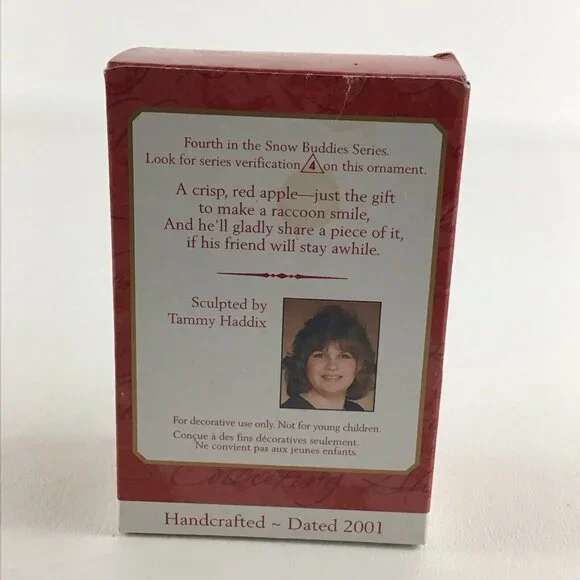 Fourth in the Snow Buddies Series.
Look for series verification 4 on this ornament.
A crisp, red apple—just the gift
to make a raccoon smile,
And he'll gladly share a piece of it,
if his friend will stay awhile.
Sculpted by
Tammy Haddix
For decorative use only. Not for young children.
Conçue à des fins décoratives seulement.
Ne convient pas aux jeunes enfants.
Collecting
Handcrafted ~ Dated 2001